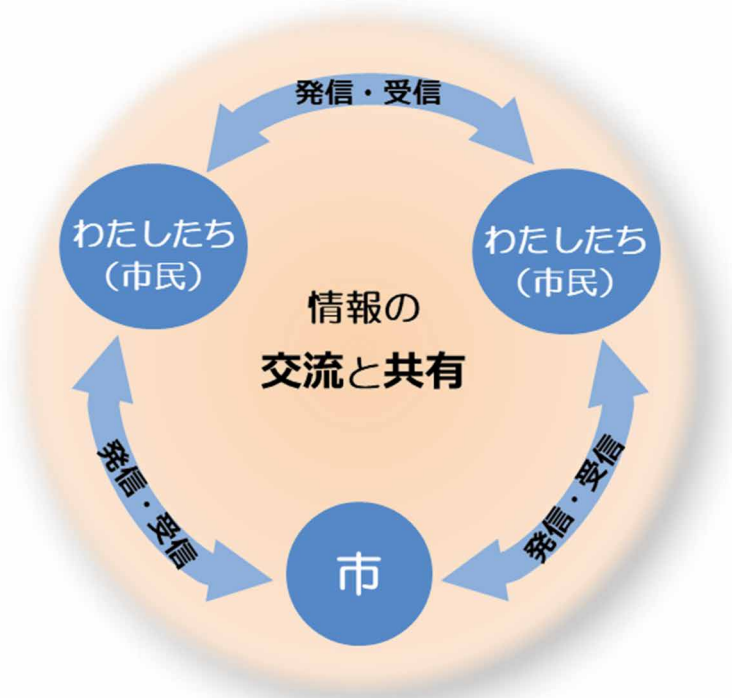 発信・受信
わたしたち
（市民）
わたしたち
（市民）
情報の
交流と共有
発信・受信
発信・受信
市